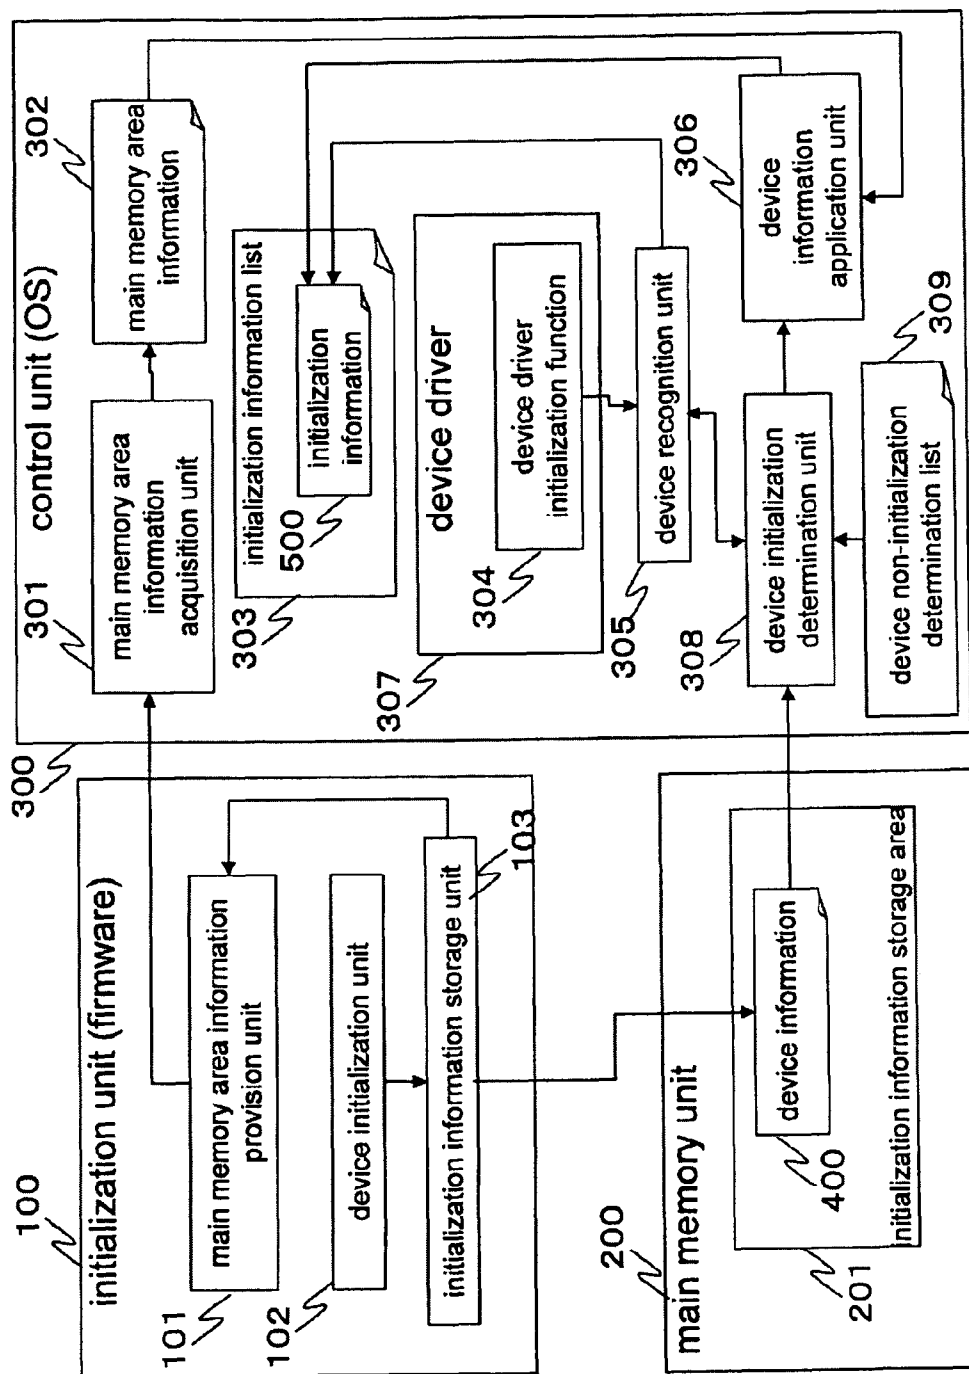 100
initialization unit (firmware)
101
main memory area information
provision unit
102
device initialization unit
initialization information storage unit
103
200
main memory unit
201
400
device information
initialization information storage area
300
control unit (OS)
301
main memory area
information
acquisition unit
302
main memory area
information
303
initialization information list
500
initialization
information
307
device driver
304
device driver
initialization function
305
device recognition unit
306
device
information
application unit
308
device initialization
determination unit
309
device non-initialization
determination list